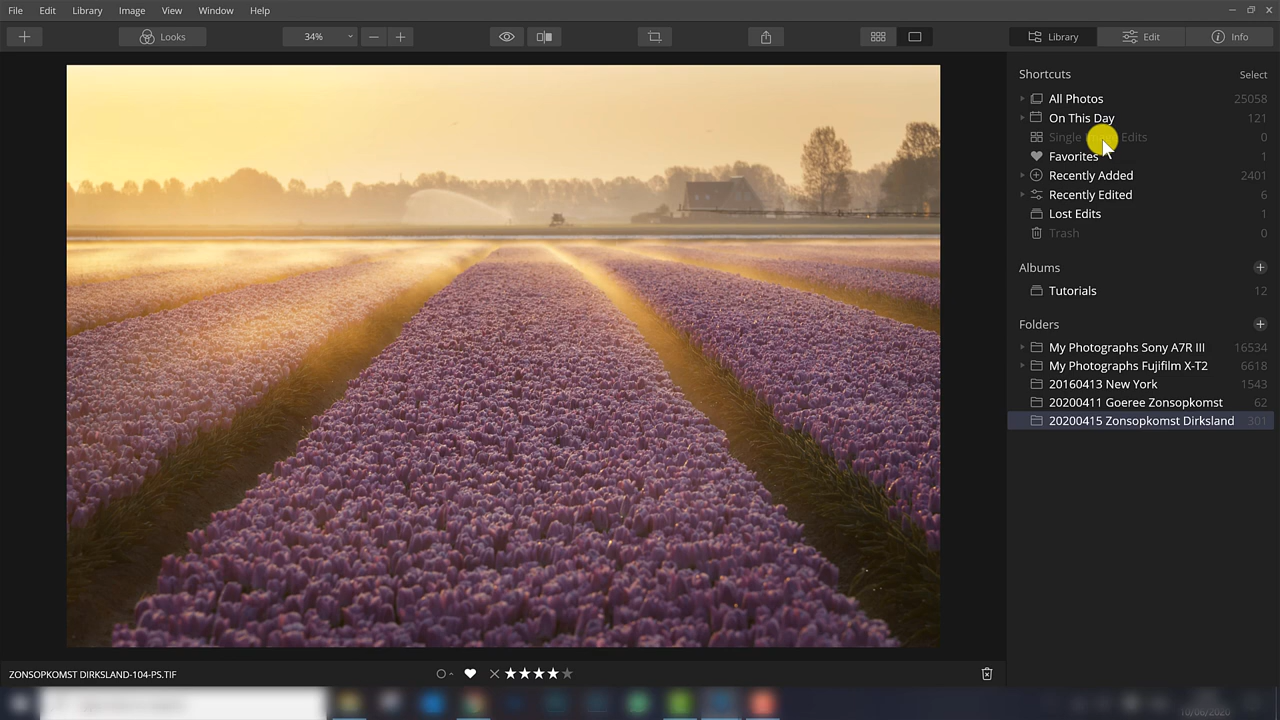 File Edit Library Image View Window Help
Looks 34% Library Edit Info
Shortcuts Select
All Photos 25058
On This Day 121
Single Edits 0
Favorites 1
Recently Added 2401
Recently Edited 6
Lost Edits 1
Trash 0
Albums
Tutorials 12
Folders
My Photographs Sony A7R III 16534
My Photographs Fujifilm X-T2 6618
20160413 New York 1543
20200411 Goeree Zonsopkomst 62
20200415 Zonsopkomst Dirksland 301
ZONSOPKOMST DIRKSLAND-104-PS.TIF